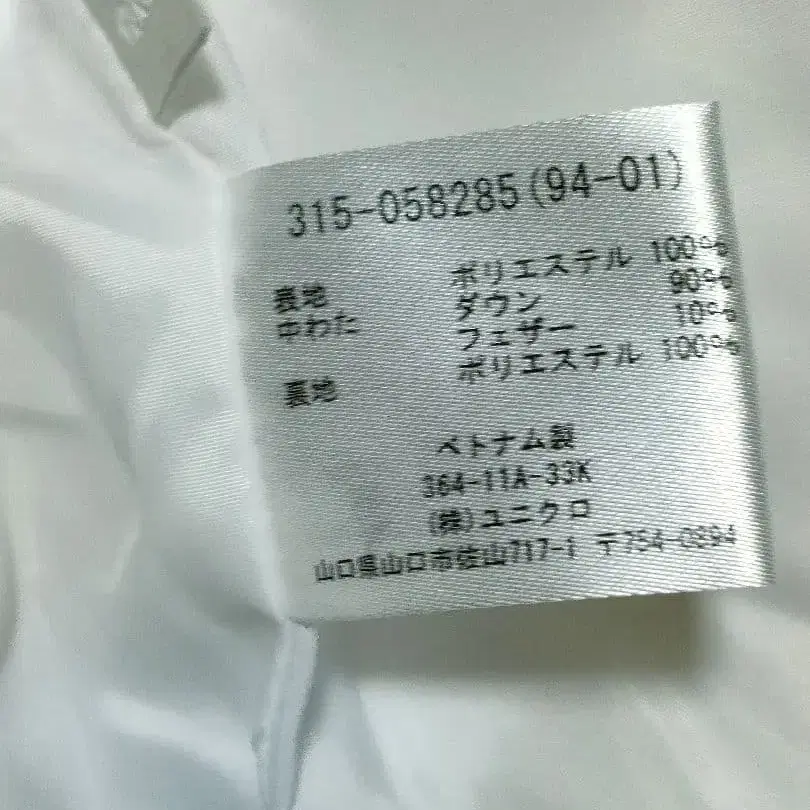 315-058285(94-01)
表地 ポリエステル 100%
中わた ダウン 90%
フェザー 10%
裏地 ポリエステル 100%
ベトナム製
364-11A-33K
(株)ユニクロ
山口県山口市佐山717-1 〒754-0894